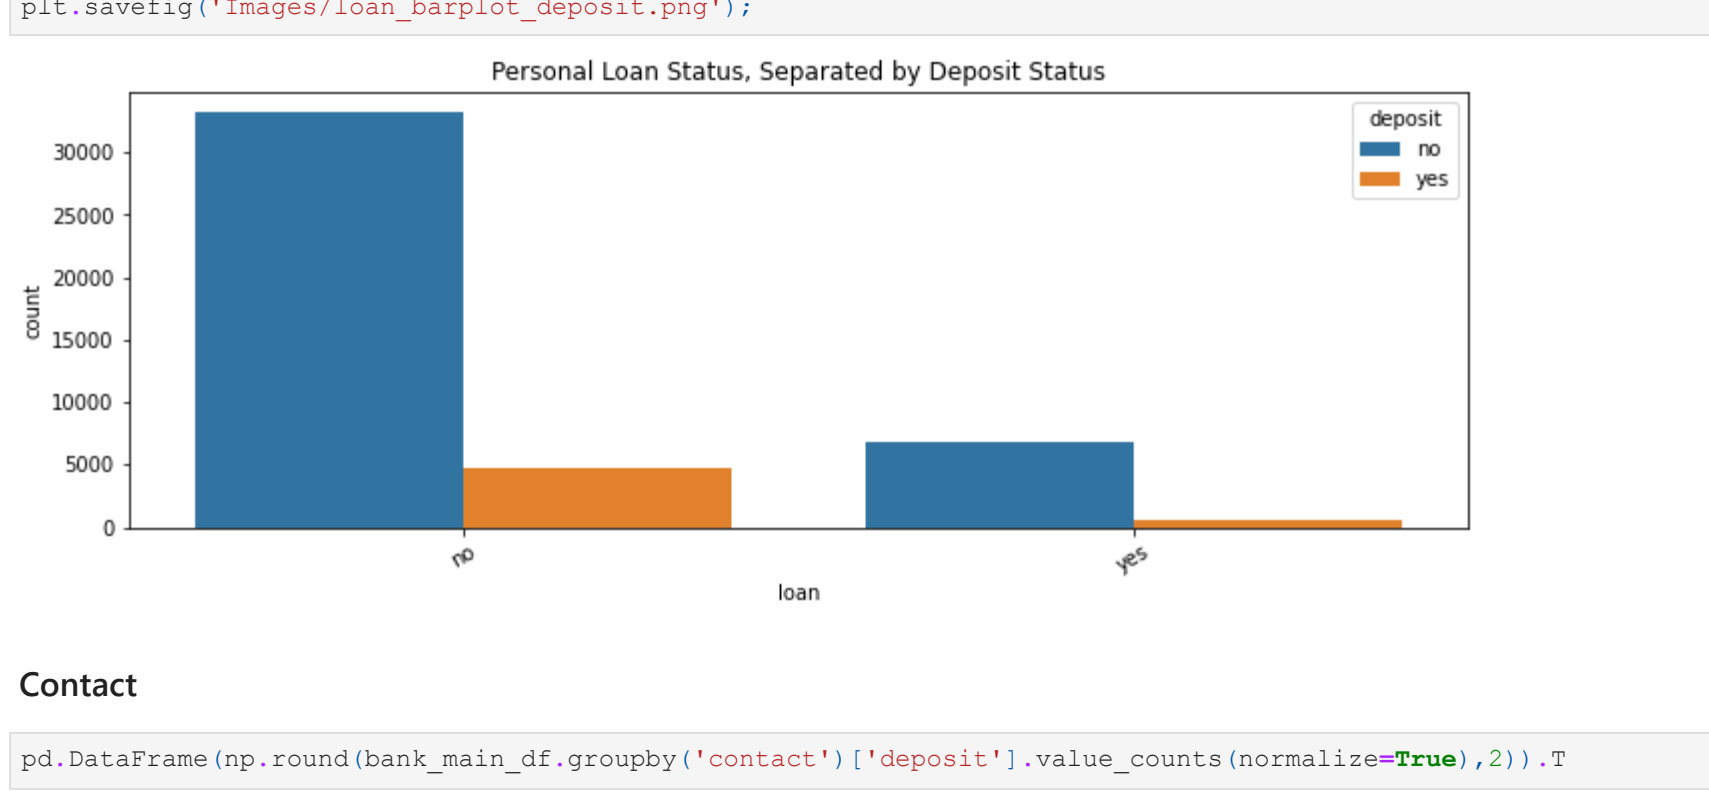 plt.savefig('Images/loan_barplot_deposit.png');
Personal Loan Status, Separated by Deposit Status
deposit
no
yes
30000
25000
20000
15000
10000
5000
0
count
no
yes
loan
Contact
pd.DataFrame(np.round(bank_main_df.groupby('contact')['deposit'].value_counts(normalize=True),2)).T